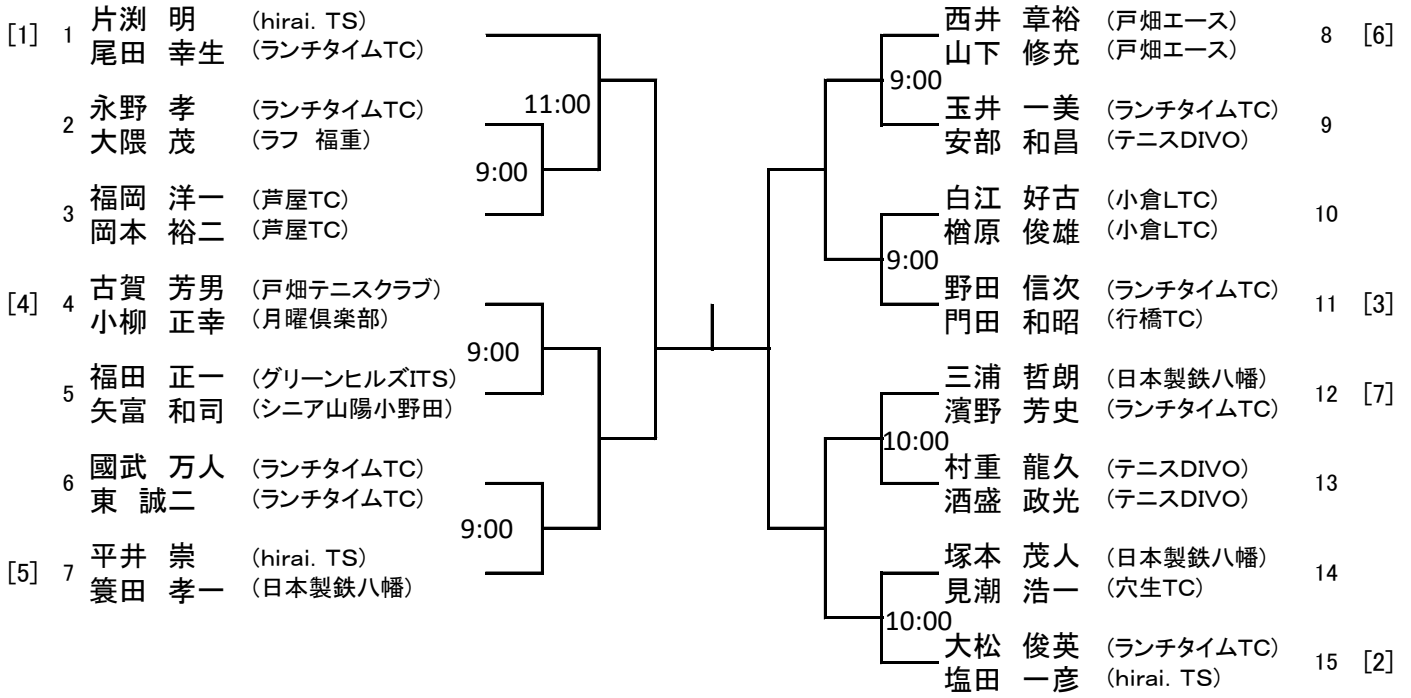 [1] 1 片渕 明 (hirai. TS)
尾田 幸生 (ランチタイムTC)
11:00
2 永野 孝 (ランチタイムTC)
大隈 茂 (ラフ 福重)
9:00
3 福岡 洋一 (芦屋TC)
岡本 裕二 (芦屋TC)
[4] 4 古賀 芳男 (戸畑テニスクラブ)
小柳 正幸 (月曜倶楽部)
9:00
5 福田 正一 (グリーンヒルズITS)
矢富 和司 (シニア山陽小野田)
6 國武 万人 (ランチタイムTC)
東 誠二 (ランチタイムTC)
9:00
[5] 7 平井 崇 (hirai. TS)
簑田 孝一 (日本製鉄八幡)
西井 章裕 (戸畑エース) 8 [6]
山下 修充 (戸畑エース)
9:00
玉井 一美 (ランチタイムTC) 9
安部 和昌 (テニスDIVO)
白江 好古 (小倉LTC) 10
楢原 俊雄 (小倉LTC)
9:00
野田 信次 (ランチタイムTC) 11 [3]
門田 和昭 (行橋TC)
三浦 哲朗 (日本製鉄八幡) 12 [7]
濱野 芳史 (ランチタイムTC)
10:00
村重 龍久 (テニスDIVO) 13
酒盛 政光 (テニスDIVO)
塚本 茂人 (日本製鉄八幡) 14
見潮 浩一 (穴生TC)
10:00
大松 俊英 (ランチタイムTC) 15 [2]
塩田 一彦 (hirai. TS)